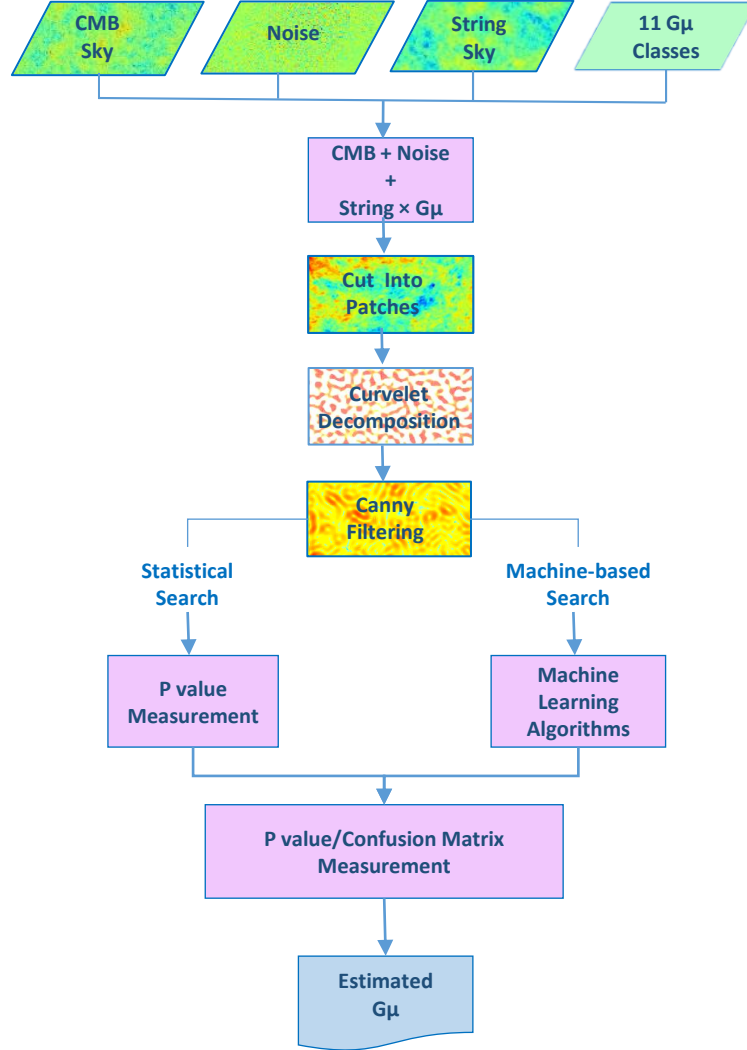 CMB
Sky
Noise
String
Sky
11 Gμ
Classes
CMB + Noise
+
String × Gμ
Cut Into
Patches
Curvelet
Decomposition
Canny
Filtering
Statistical
Search
Machine-based
Search
P value
Measurement
Machine
Learning
Algorithms
P value/Confusion Matrix
Measurement
Estimated
Gμ